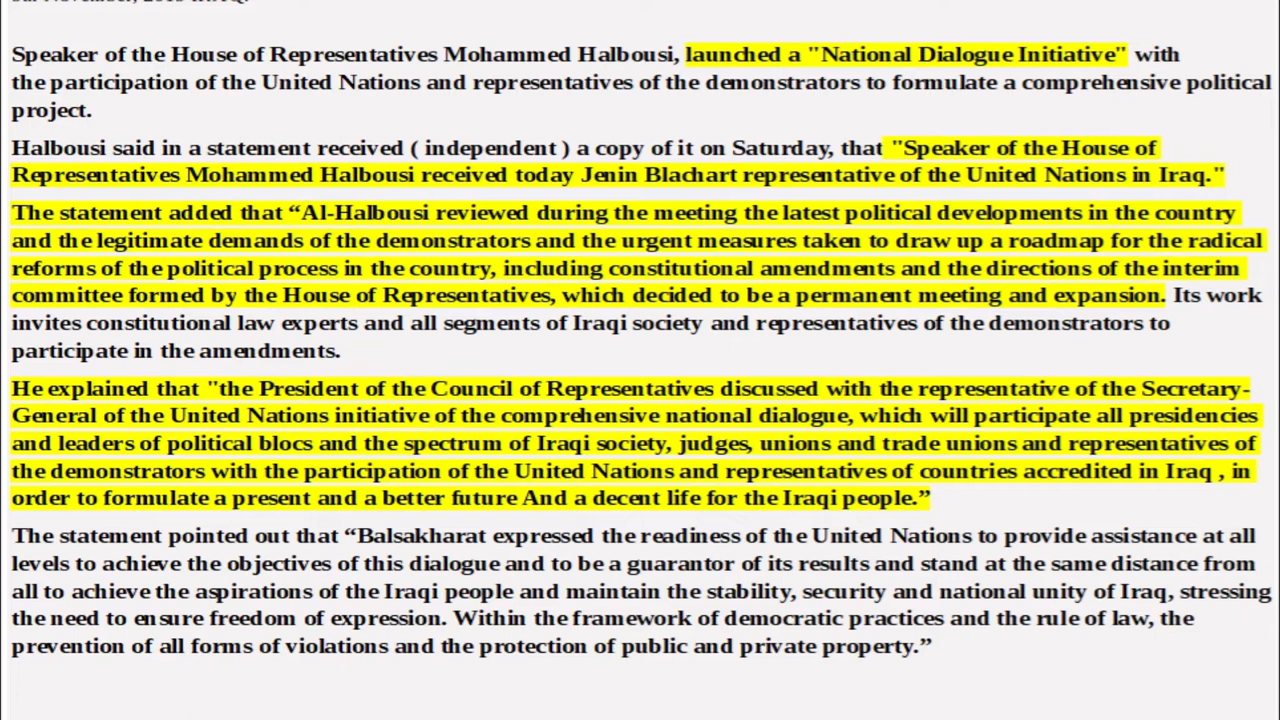 Speaker of the House of Representatives Mohammed Halbousi, launched a "National Dialogue Initiative" with
the participation of the United Nations and representatives of the demonstrators to formulate a comprehensive political
project.
Halbousi said in a statement received ( independent ) a copy of it on Saturday, that "Speaker of the House of
Representatives Mohammed Halbousi received today Jenin Blachart representative of the United Nations in Iraq."
The statement added that “Al-Halbousi reviewed during the meeting the latest political developments in the country
and the legitimate demands of the demonstrators and the urgent measures taken to draw up a roadmap for the radical
reforms of the political process in the country, including constitutional amendments and the directions of the interim
committee formed by the House of Representatives, which decided to be a permanent meeting and expansion. Its work
invites constitutional law experts and all segments of Iraqi society and representatives of the demonstrators to
participate in the amendments.
He explained that "the President of the Council of Representatives discussed with the representative of the Secretary-
General of the United Nations initiative of the comprehensive national dialogue, which will participate all presidencies
and leaders of political blocs and the spectrum of Iraqi society, judges, unions and trade unions and representatives of
the demonstrators with the participation of the United Nations and representatives of countries accredited in Iraq , in
order to formulate a present and a better future And a decent life for the Iraqi people.”
The statement pointed out that “Balsakharat expressed the readiness of the United Nations to provide assistance at all
levels to achieve the objectives of this dialogue and to be a guarantor of its results and stand at the same distance from
all to achieve the aspirations of the Iraqi people and maintain the stability, security and national unity of Iraq, stressing
the need to ensure freedom of expression. Within the framework of democratic practices and the rule of law, the
prevention of all forms of violations and the protection of public and private property.”